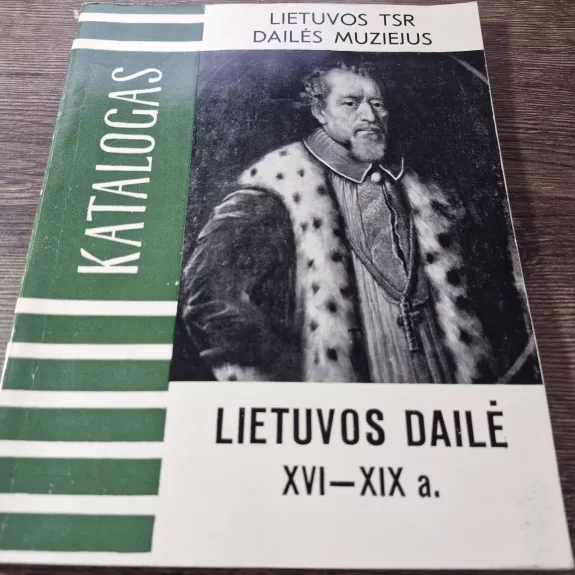 LIETUVOS TSR
DAILĖS MUZIEJUS
KATALOGAS
LIETUVOS DAILĖ
XVI—XIX a.